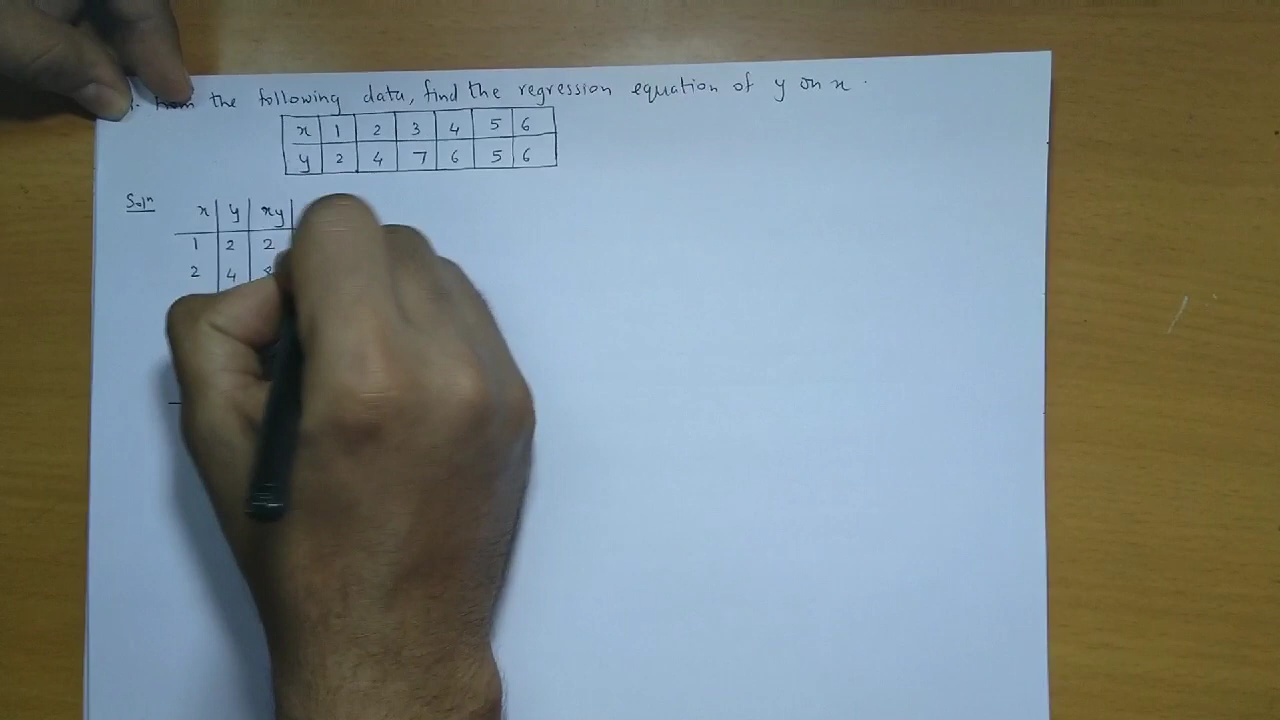 the following data, find the regression equation of y on x.
x 1 2 3 4 5 6
y 2 4 7 6 5 6
Solⁿ
x y xy
1 2 2
2 4 8